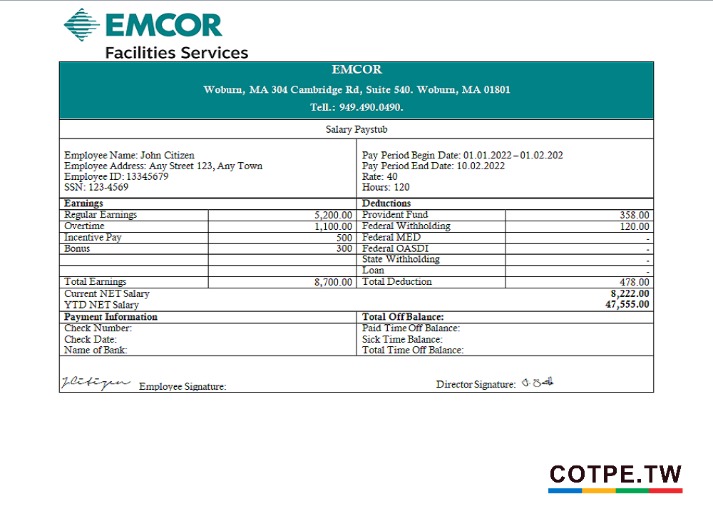 EMCOR
Facilities Services
EMCOR
Woburn, MA 304 Cambridge Rd, Suite 540. Woburn, MA 01801
Tell.: 949.490.0490.
Salary Paystub
Employee Name: John Citizen
Employee Address: Any Street 123, Any Town
Employee ID: 13345679
SSN: 123-4569
Pay Period Begin Date: 01.01.2022–01.02.202
Pay Period End Date: 10.02.2022
Rate: 40
Hours: 120
Earnings Deductions
Regular Earnings 5,200.00 Provident Fund 358.00
Overtime 1,100.00 Federal Withholding 120.00
Incentive Pay 500 Federal MED -
Bonus 300 Federal OASDI -
State Withholding -
Loan -
Total Earnings 8,700.00 Total Deduction 478.00
Current NET Salary 8,222.00
YTD NET Salary 47,555.00
Payment Information Total Off Balance:
Check Number: Paid Time Off Balance:
Check Date: Sick Time Balance:
Name of Bank: Total Time Off Balance:
JCitizen Employee Signature: Director Signature:
COTPE.TW